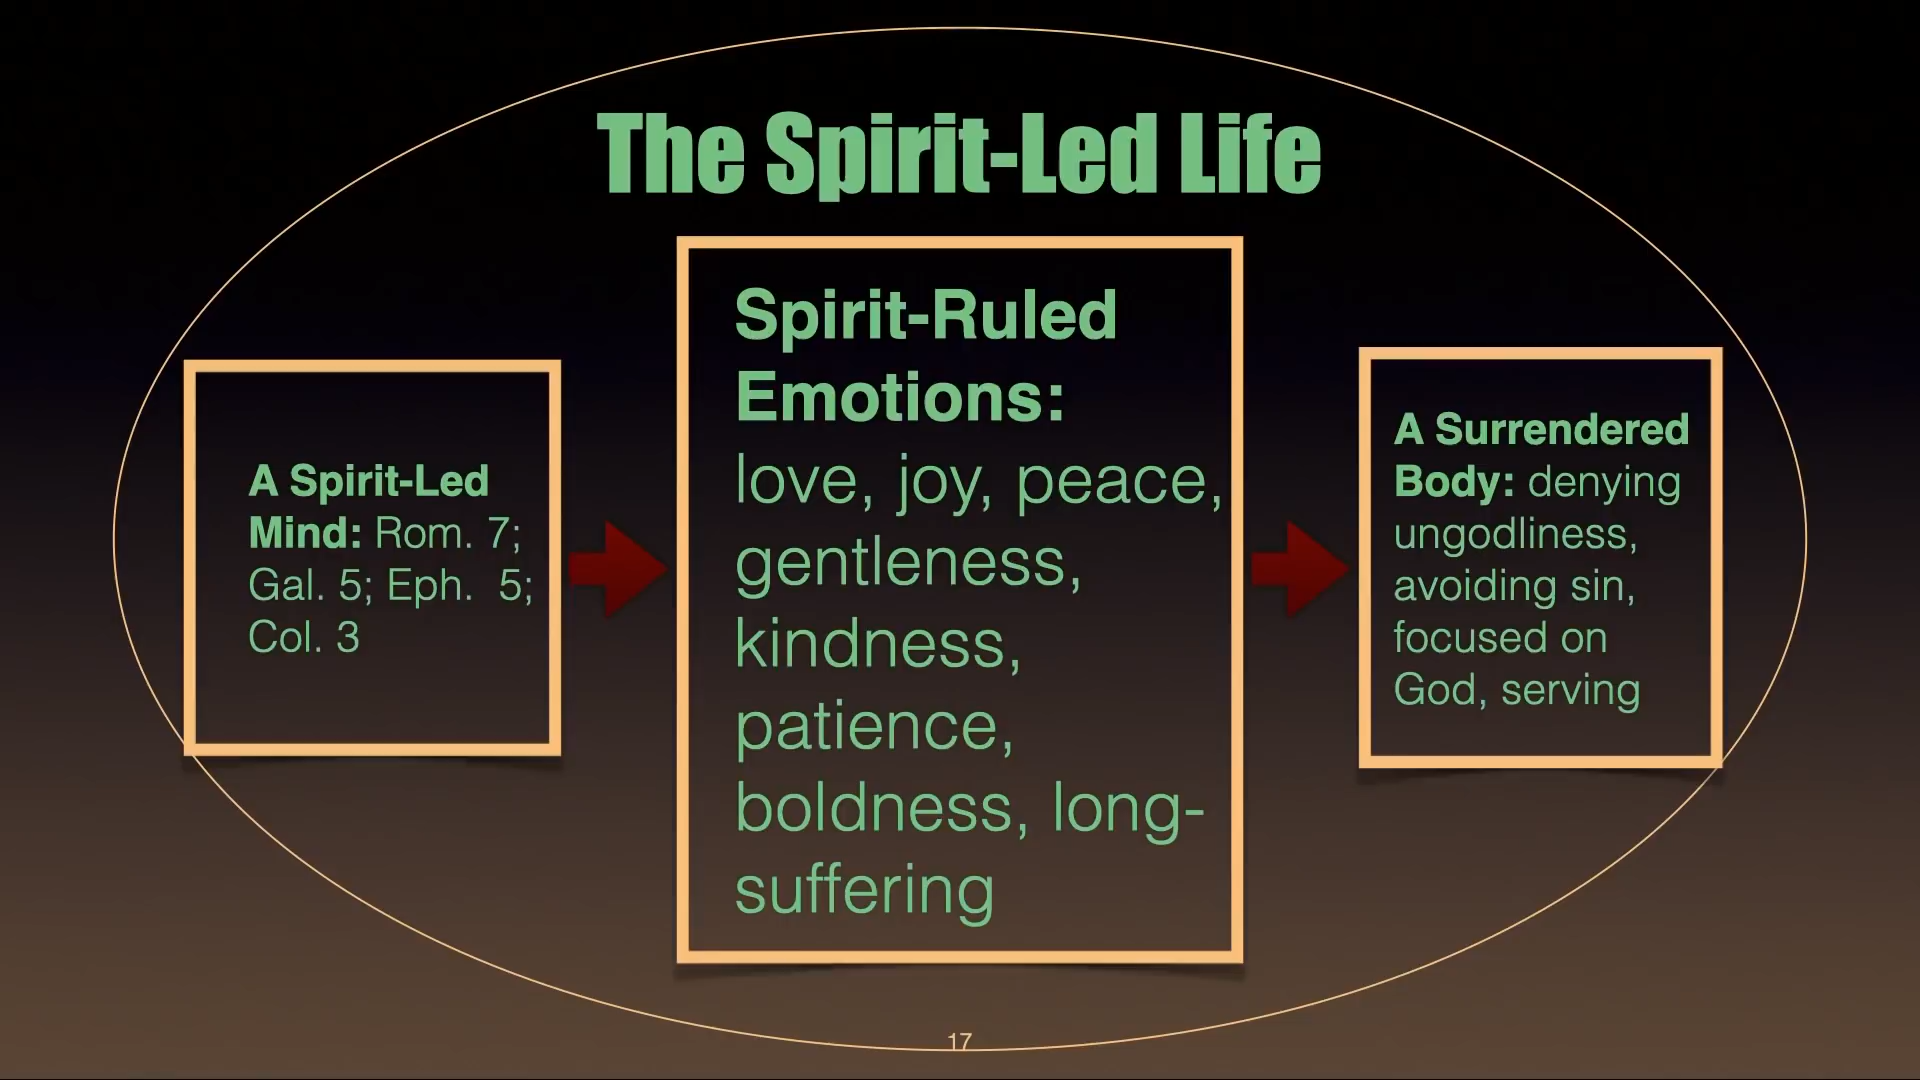 The Spirit-Led Life
A Spirit-Led
Mind: Rom. 7;
Gal. 5; Eph.  5;
Col. 3
Spirit-Ruled
Emotions:
love, joy, peace,
gentleness,
kindness,
patience,
boldness, long-
suffering
A Surrendered
Body: denying
ungodliness,
avoiding sin,
focused on
God, serving
17